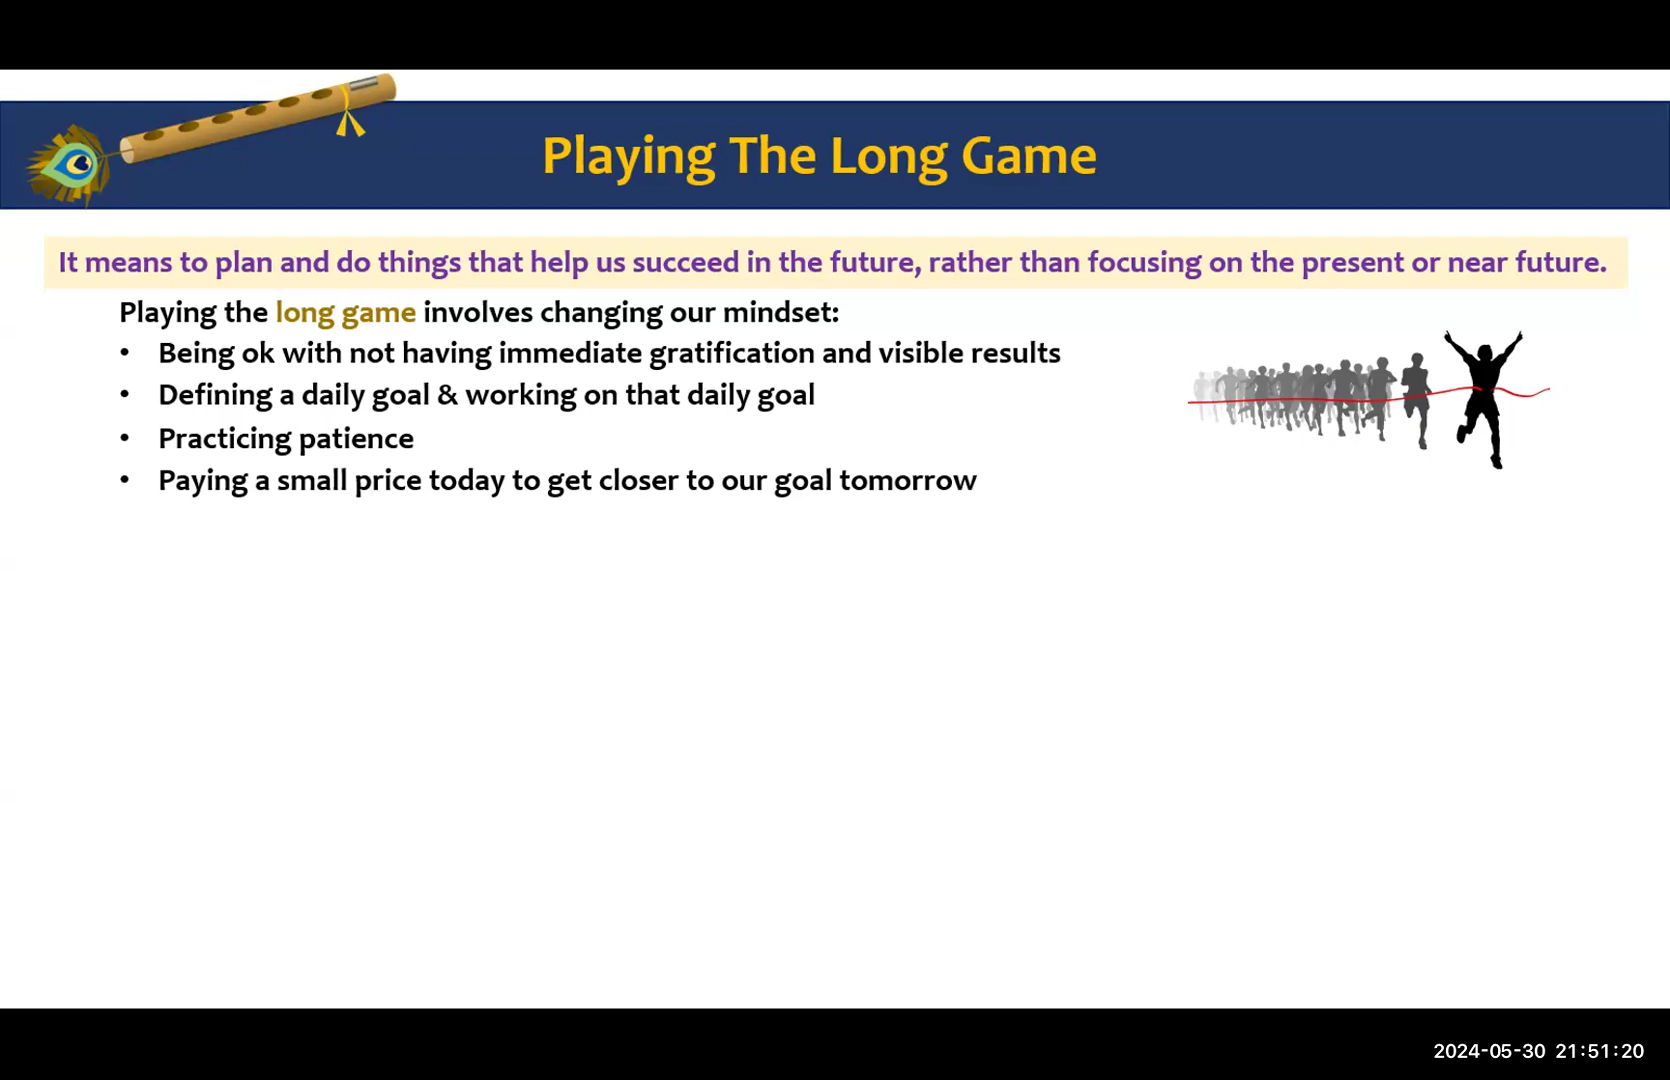 Playing The Long Game
It means to plan and do things that help us succeed in the future, rather than focusing on the present or near future.
Playing the long game involves changing our mindset:
• Being ok with not having immediate gratification and visible results
• Defining a daily goal & working on that daily goal
• Practicing patience
• Paying a small price today to get closer to our goal tomorrow
2024-05-30 21:51:20